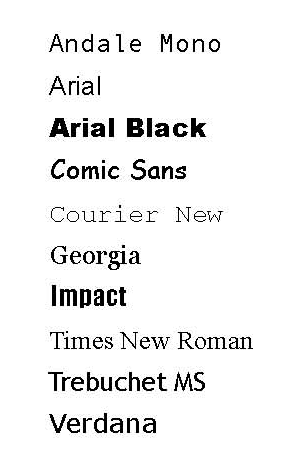 Andale Mono
Arial
Arial Black
Comic Sans
Courier New
Georgia
Impact
Times New Roman
Trebuchet MS
Verdana